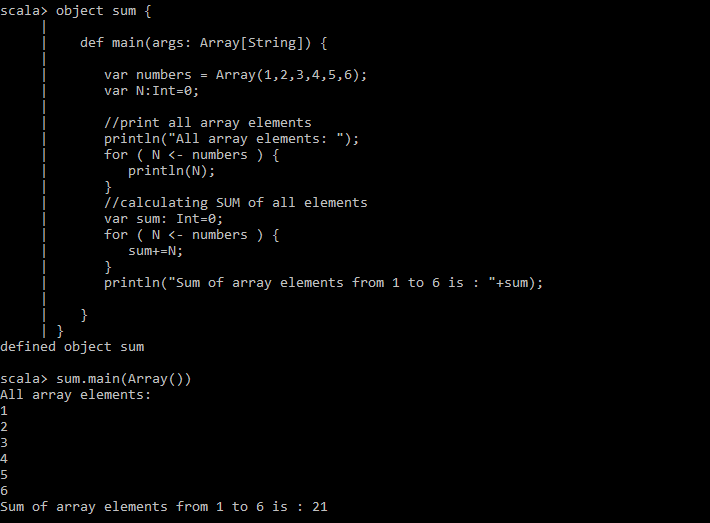 scala> object sum {
     |
     |    def main(args: Array[String]) {
     |
     |       var numbers = Array(1,2,3,4,5,6);
     |       var N:Int=0;
     |
     |       //print all array elements
     |       println("All array elements: ");
     |       for ( N <- numbers ) {
     |          println(N);
     |       }
     |       //calculating SUM of all elements
     |       var sum: Int=0;
     |       for ( N <- numbers ) {
     |          sum+=N;
     |       }
     |       println("Sum of array elements from 1 to 6 is : "+sum);
     |
     |    }
     | }
defined object sum

scala> sum.main(Array())
All array elements:
1
2
3
4
5
6
Sum of array elements from 1 to 6 is : 21